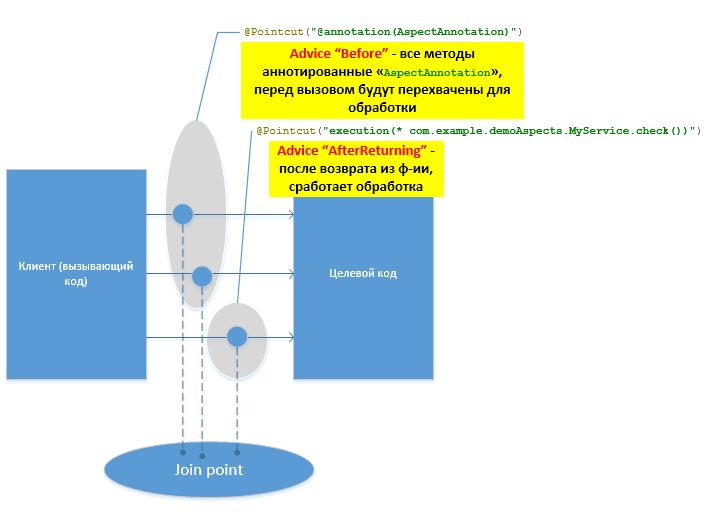 @Pointcut("@annotation(AspectAnnotation)")
Advice “Before” - все методы
аннотированные «AspectAnnotation»,
перед вызовом будут перехвачены для
обработки
@Pointcut("execution(* com.example.demoAspects.MyService.check())")
Advice “AfterReturning” -
после возврата из ф-ии,
сработает обработка
Клиент (вызывающий
код)
Целевой код
Join point